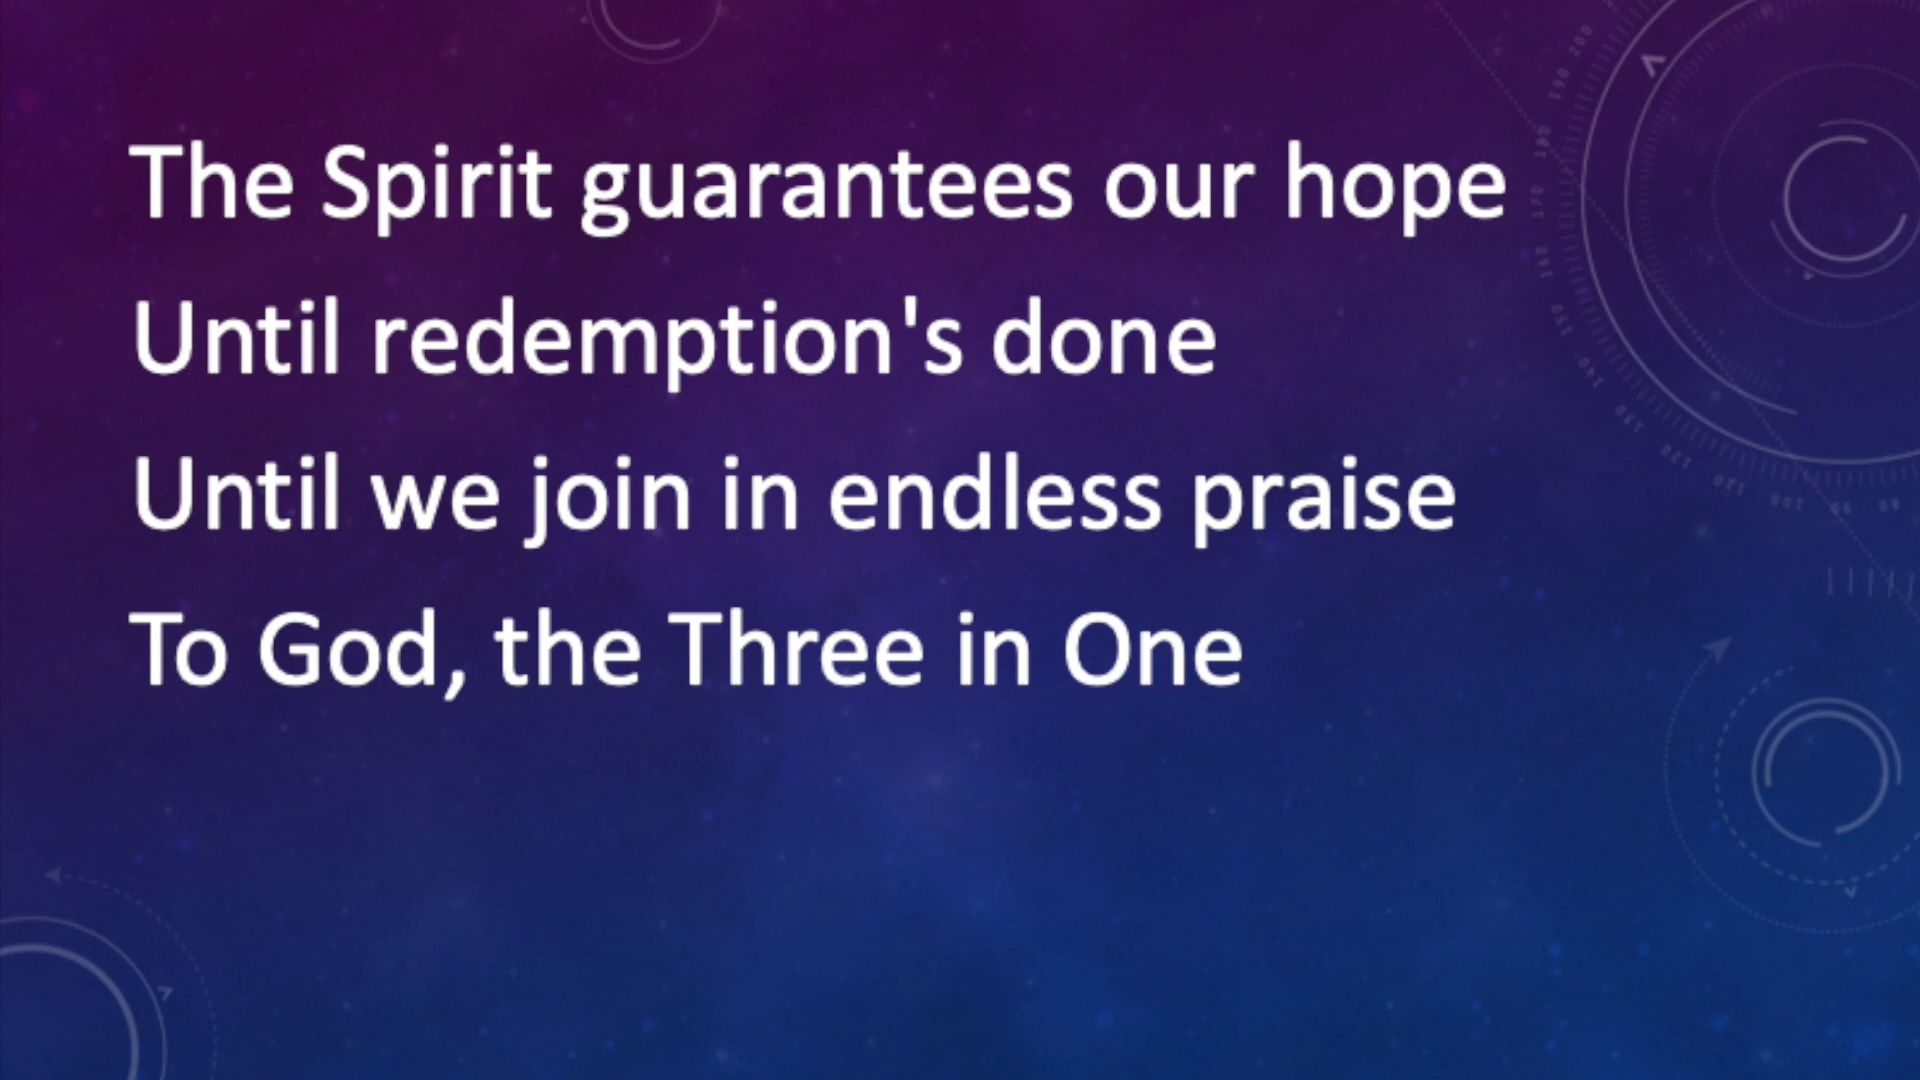 The Spirit guarantees our hope
Until redemption's done
Until we join in endless praise
To God, the Three in One